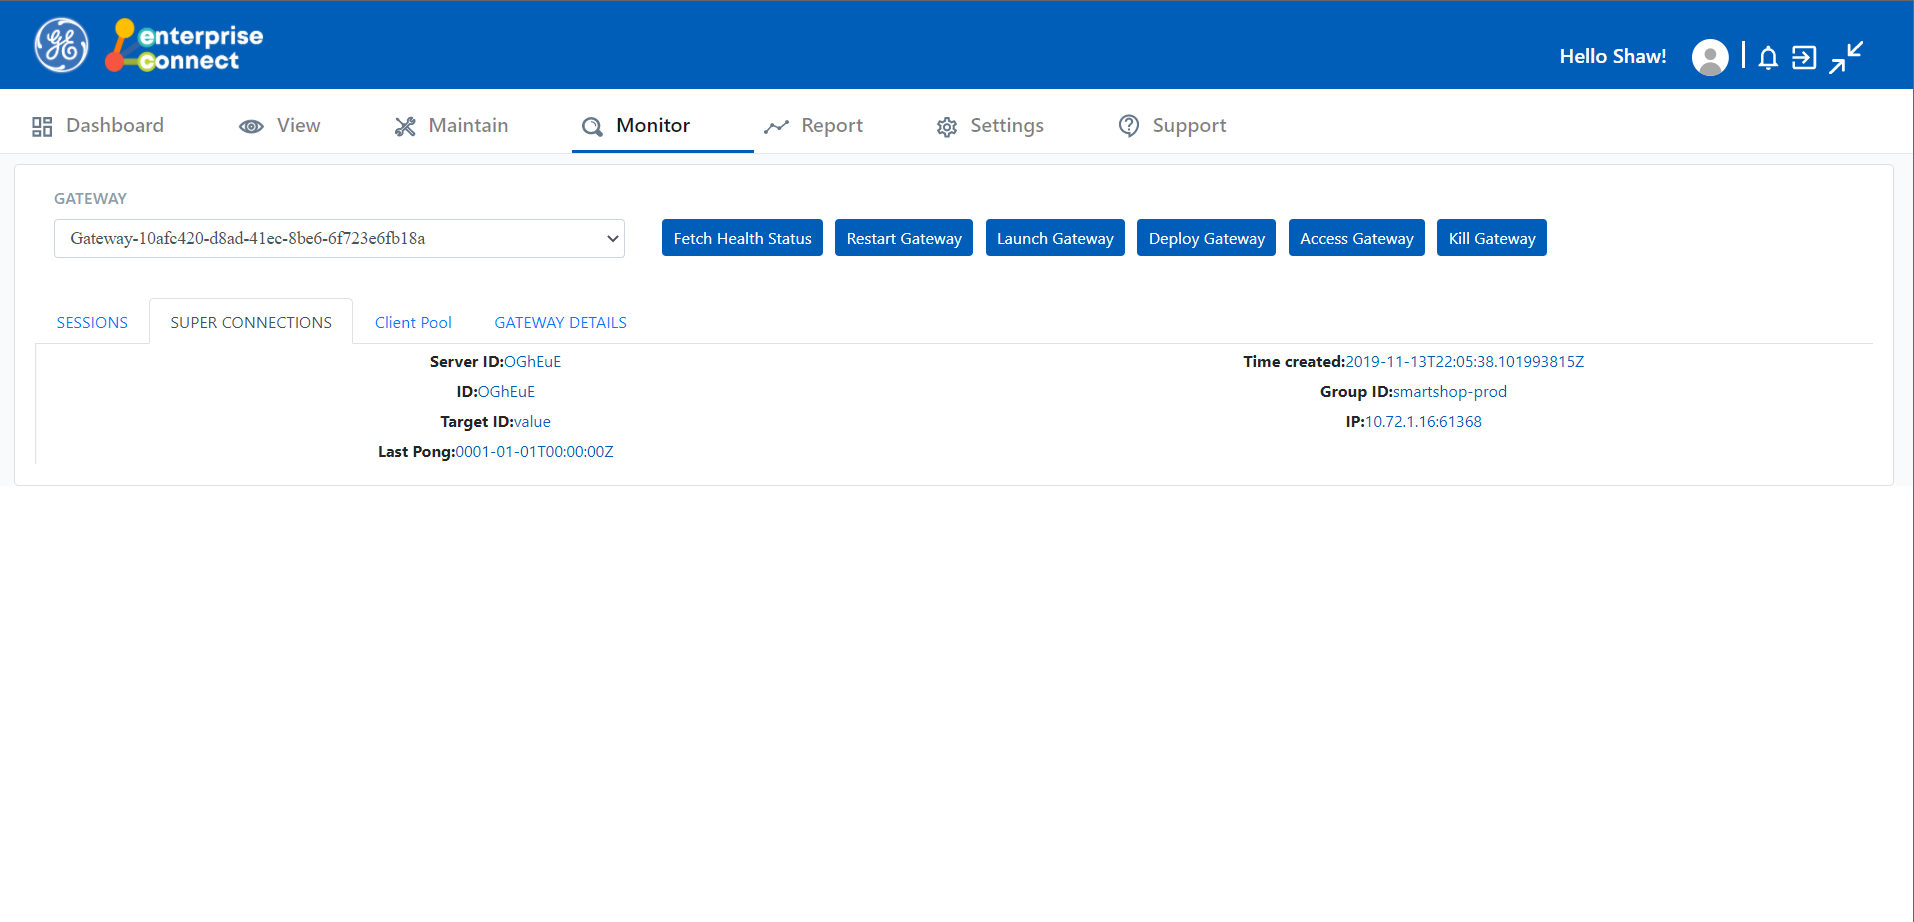 enterprise
connect
Hello Shaw!
Dashboard View Maintain Monitor Report Settings Support
GATEWAY
Gateway-10afc420-d8ad-41ec-8be6-6f723e6fb18a
Fetch Health Status Restart Gateway Launch Gateway Deploy Gateway Access Gateway Kill Gateway
SESSIONS SUPER CONNECTIONS Client Pool GATEWAY DETAILS
Server ID:OGhEuE Time created:2019-11-13T22:05:38.101993815Z
ID:OGhEuE Group ID:smartshop-prod
Target ID:value IP:10.72.1.16:61368
Last Pong:0001-01-01T00:00:00Z